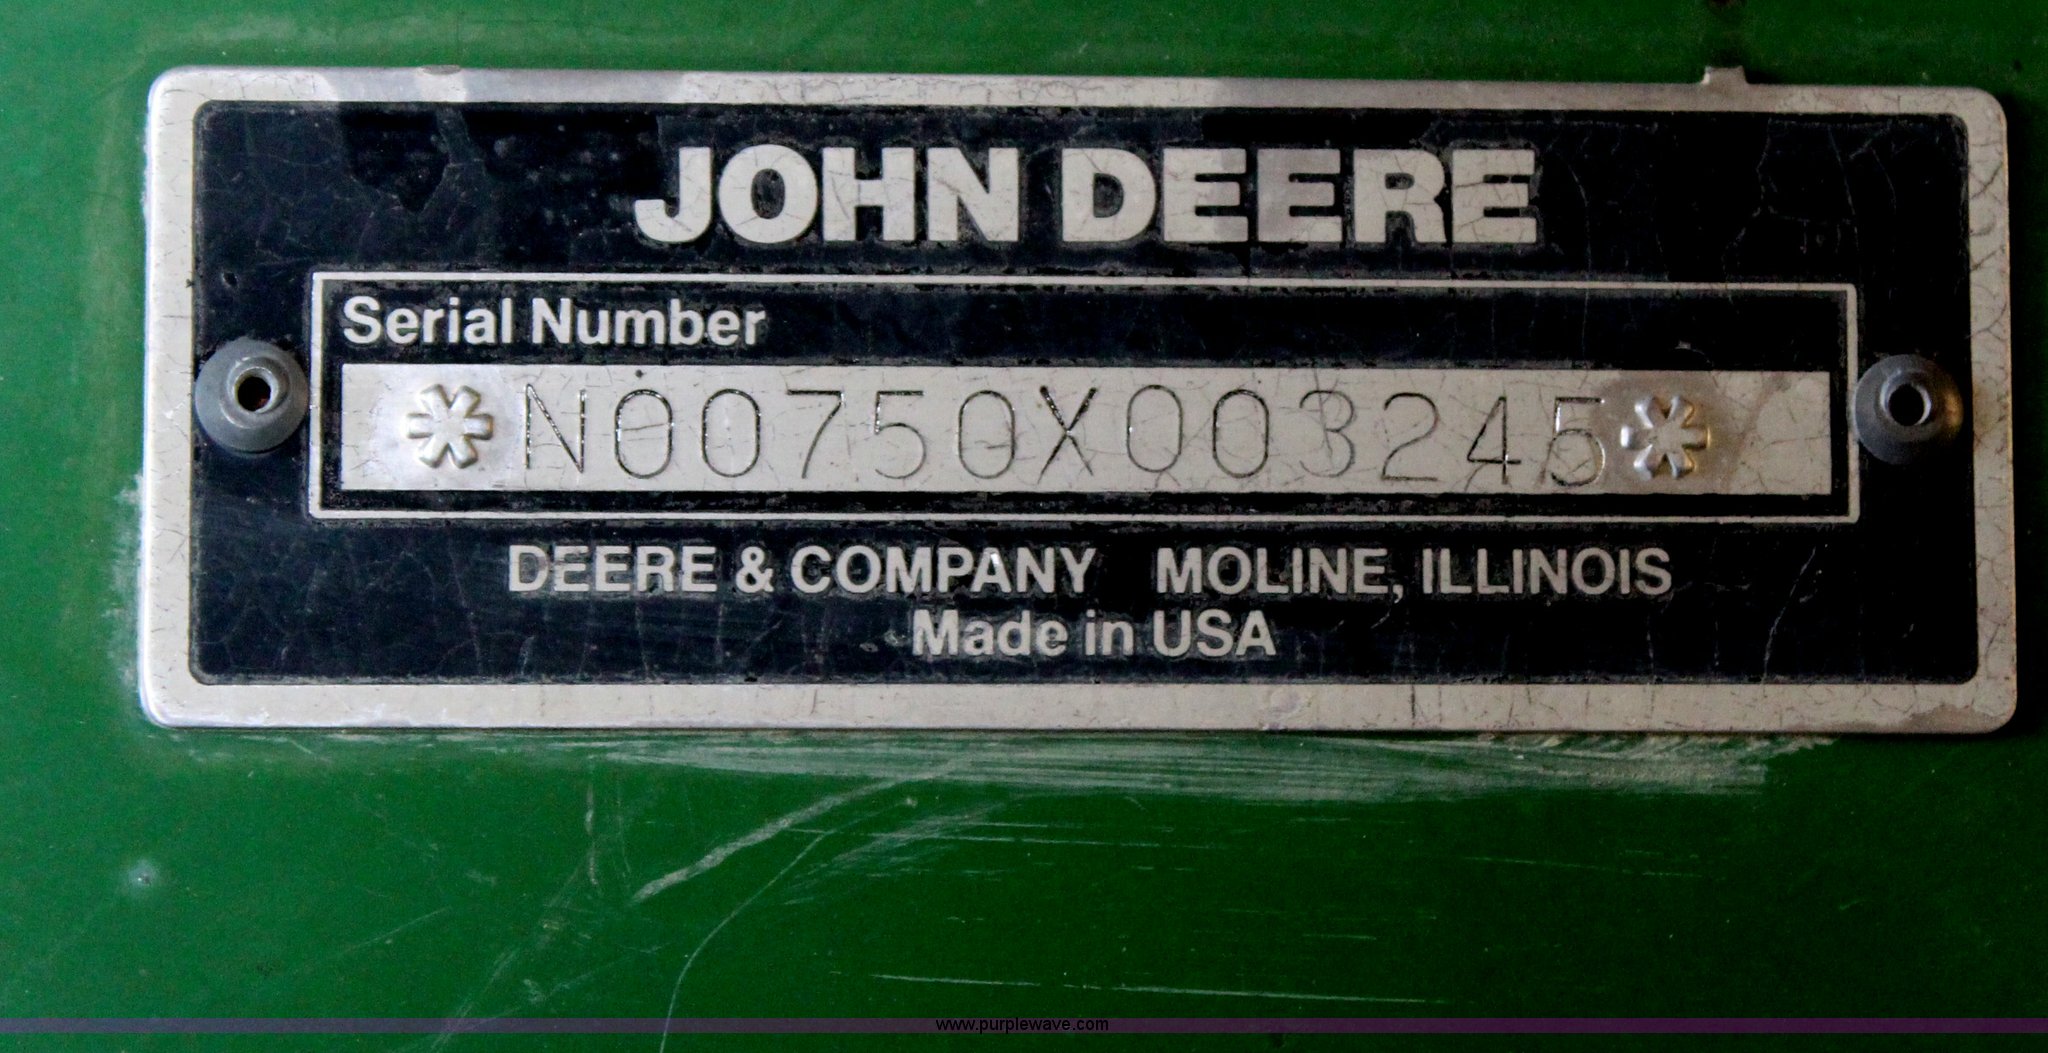 JOHN DEERE
Serial Number
*N00750X003245*
DEERE & COMPANY MOLINE, ILLINOIS
Made in USA
www.purplewave.com